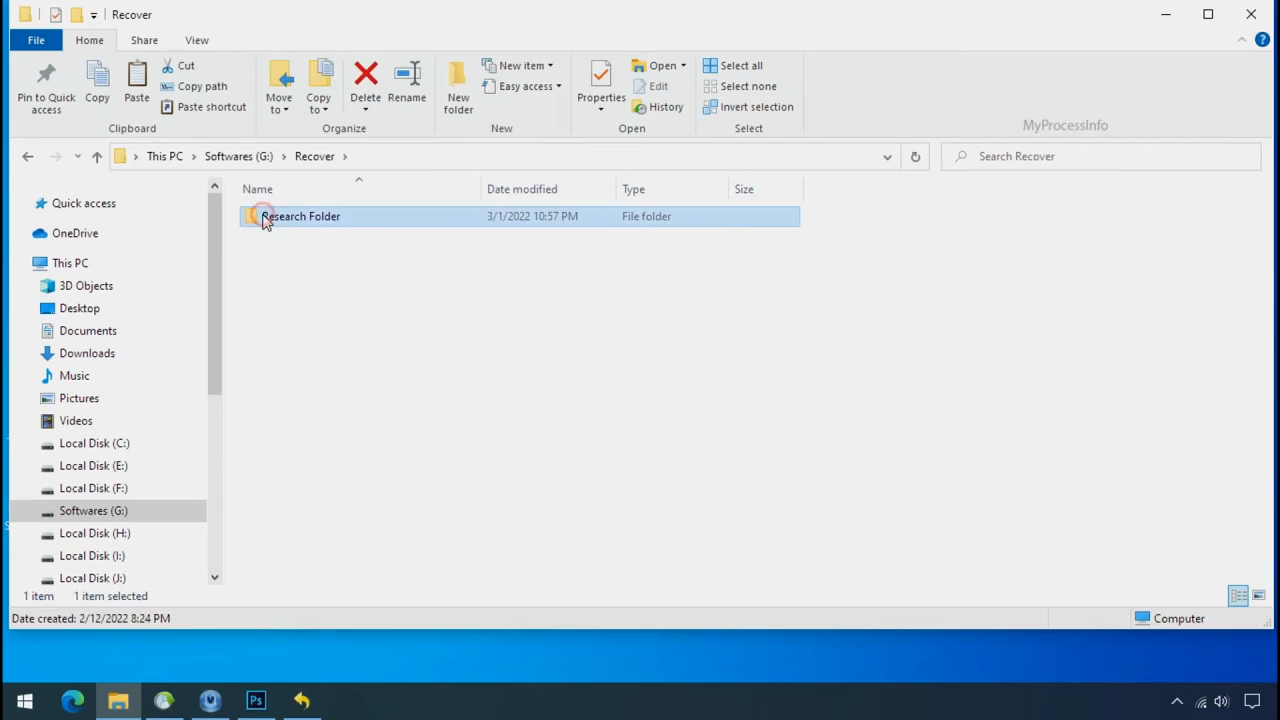 Recover
File Home Share View
Pin to Quick access
Copy
Paste
Cut
Copy path
Paste shortcut
Clipboard
Move to
Copy to
Delete
Rename
Organize
New folder
New item
Easy access
New
Properties
Open
Edit
History
Open
Select all
Select none
Invert selection
Select
MyProcessInfo
This PC Softwares (G:) Recover
Search Recover
Quick access
OneDrive
This PC
3D Objects
Desktop
Documents
Downloads
Music
Pictures
Videos
Local Disk (C:)
Local Disk (E:)
Local Disk (F:)
Softwares (G:)
Local Disk (H:)
Local Disk (I:)
Local Disk (J:)
Name Date modified Type Size
Research Folder 3/1/2022 10:57 PM File folder
1 item 1 item selected
Date created: 2/12/2022 8:24 PM
Computer
Ps